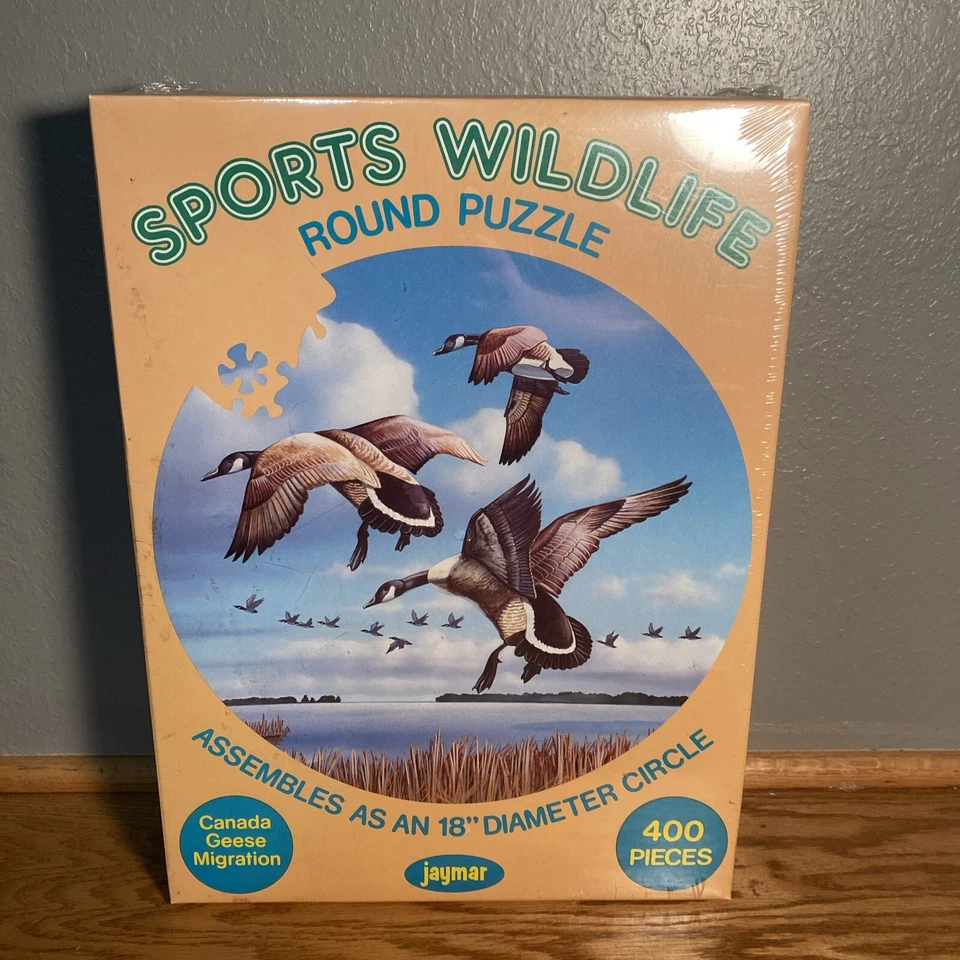 SPORTS WILDLIFE
ROUND PUZZLE
ASSEMBLES AS AN 18" DIAMETER CIRCLE
Canada
Geese
Migration
jaymar
400
PIECES